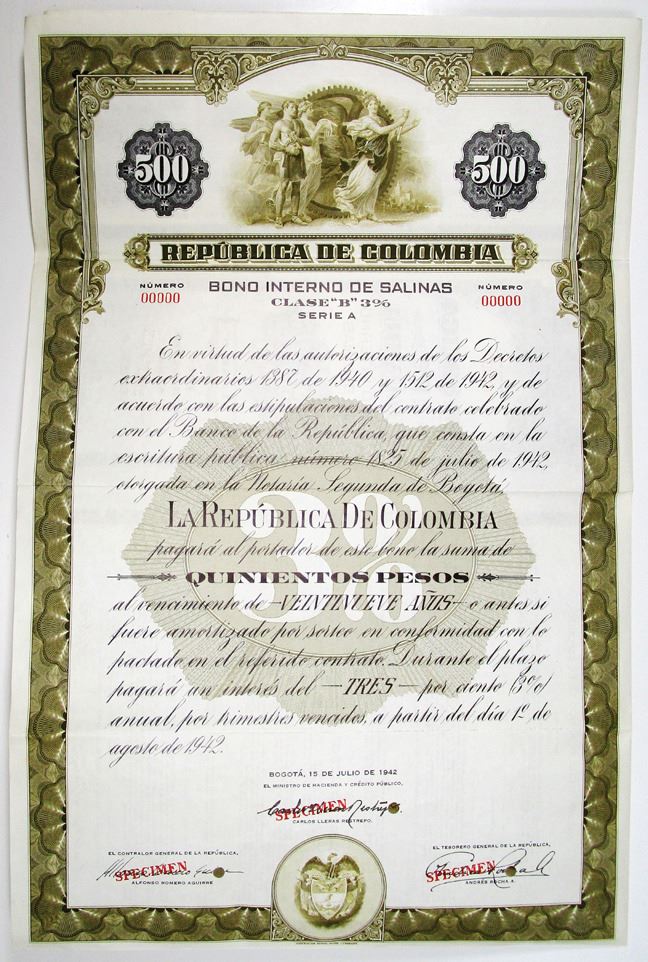 500
500
REPÚBLICA DE COLOMBIA
NÚMERO
00000
BONO INTERNO DE SALINAS
CLASE "B" 3%
SERIE A
NÚMERO
00000
En virtud de las autorizaciones de los Decretos
extraordinarios 1387 de 1940 y 1512 de 1942, y de
acuerdo con las estipulaciones del contrato celebrado
con el Banco de la República, que consta en la
escritura pública número 1825 de julio de 1942,
otorgada en la Notaría Segunda de Bogotá,
LA REPÚBLICA DE COLOMBIA
pagará al portador de este bono la suma de
QUINIENTOS PESOS
al vencimiento de —VEINTINUEVE AÑOS— o antes si
fuere amortizado por sorteo en conformidad con lo
pactado en el referido contrato. Durante el plazo
pagará un interés del —TRES— por ciento (3%)
anual, por trimestres vencidos, a partir del día 1º de
agosto de 1942.
3%
BOGOTÁ, 15 DE JULIO DE 1942
EL MINISTRO DE HACIENDA Y CRÉDITO PÚBLICO,
SPECIMEN
CARLOS LLERAS RESTREPO.
EL CONTRALOR GENERAL DE LA REPÚBLICA,
SPECIMEN
ALFONSO ROMERO AGUIRRE
EL TESORERO GENERAL DE LA REPÚBLICA,
SPECIMEN
ANDRÉS ROCHA A.